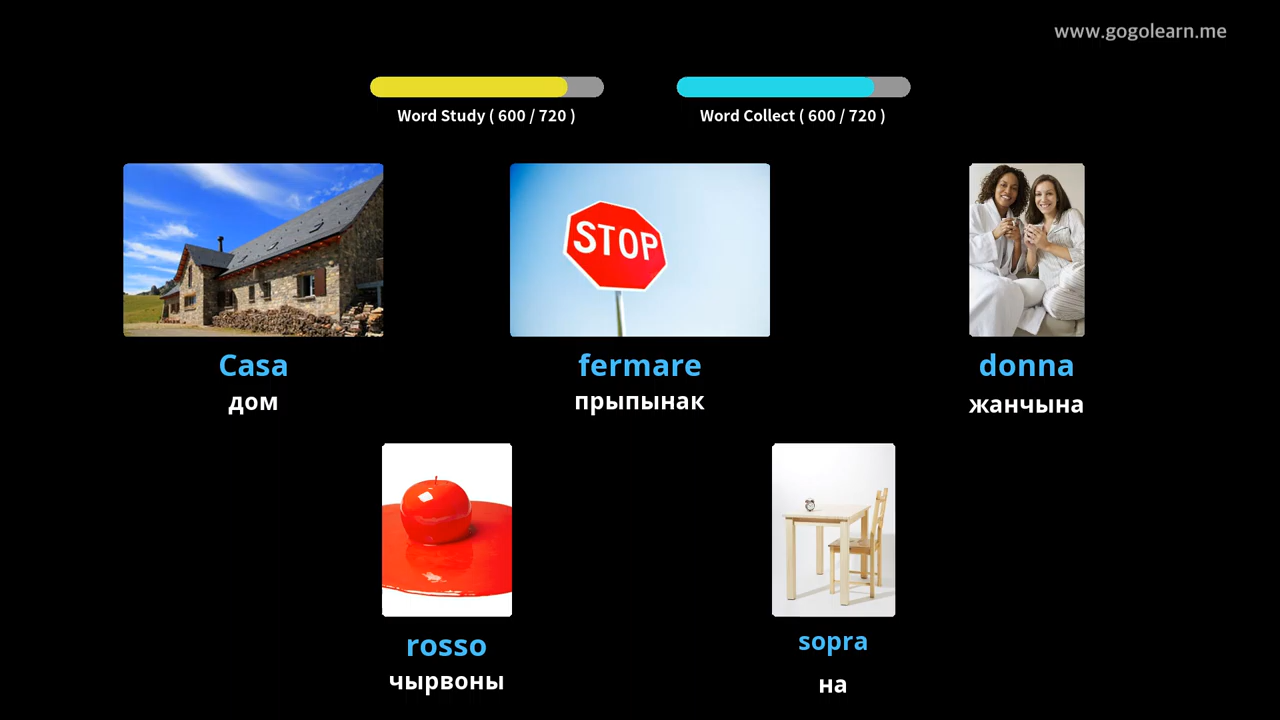 www.gogolearn.me
Word Study ( 600 / 720 )
Word Collect ( 600 / 720 )
STOP
Casa
дом
fermare
прыпынак
donna
жанчына
rosso
чырвоны
sopra
на